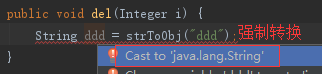 public void del(Integer i) {
String ddd = strToObj("ddd");强制转换
Cast to 'java.lang.String'
}